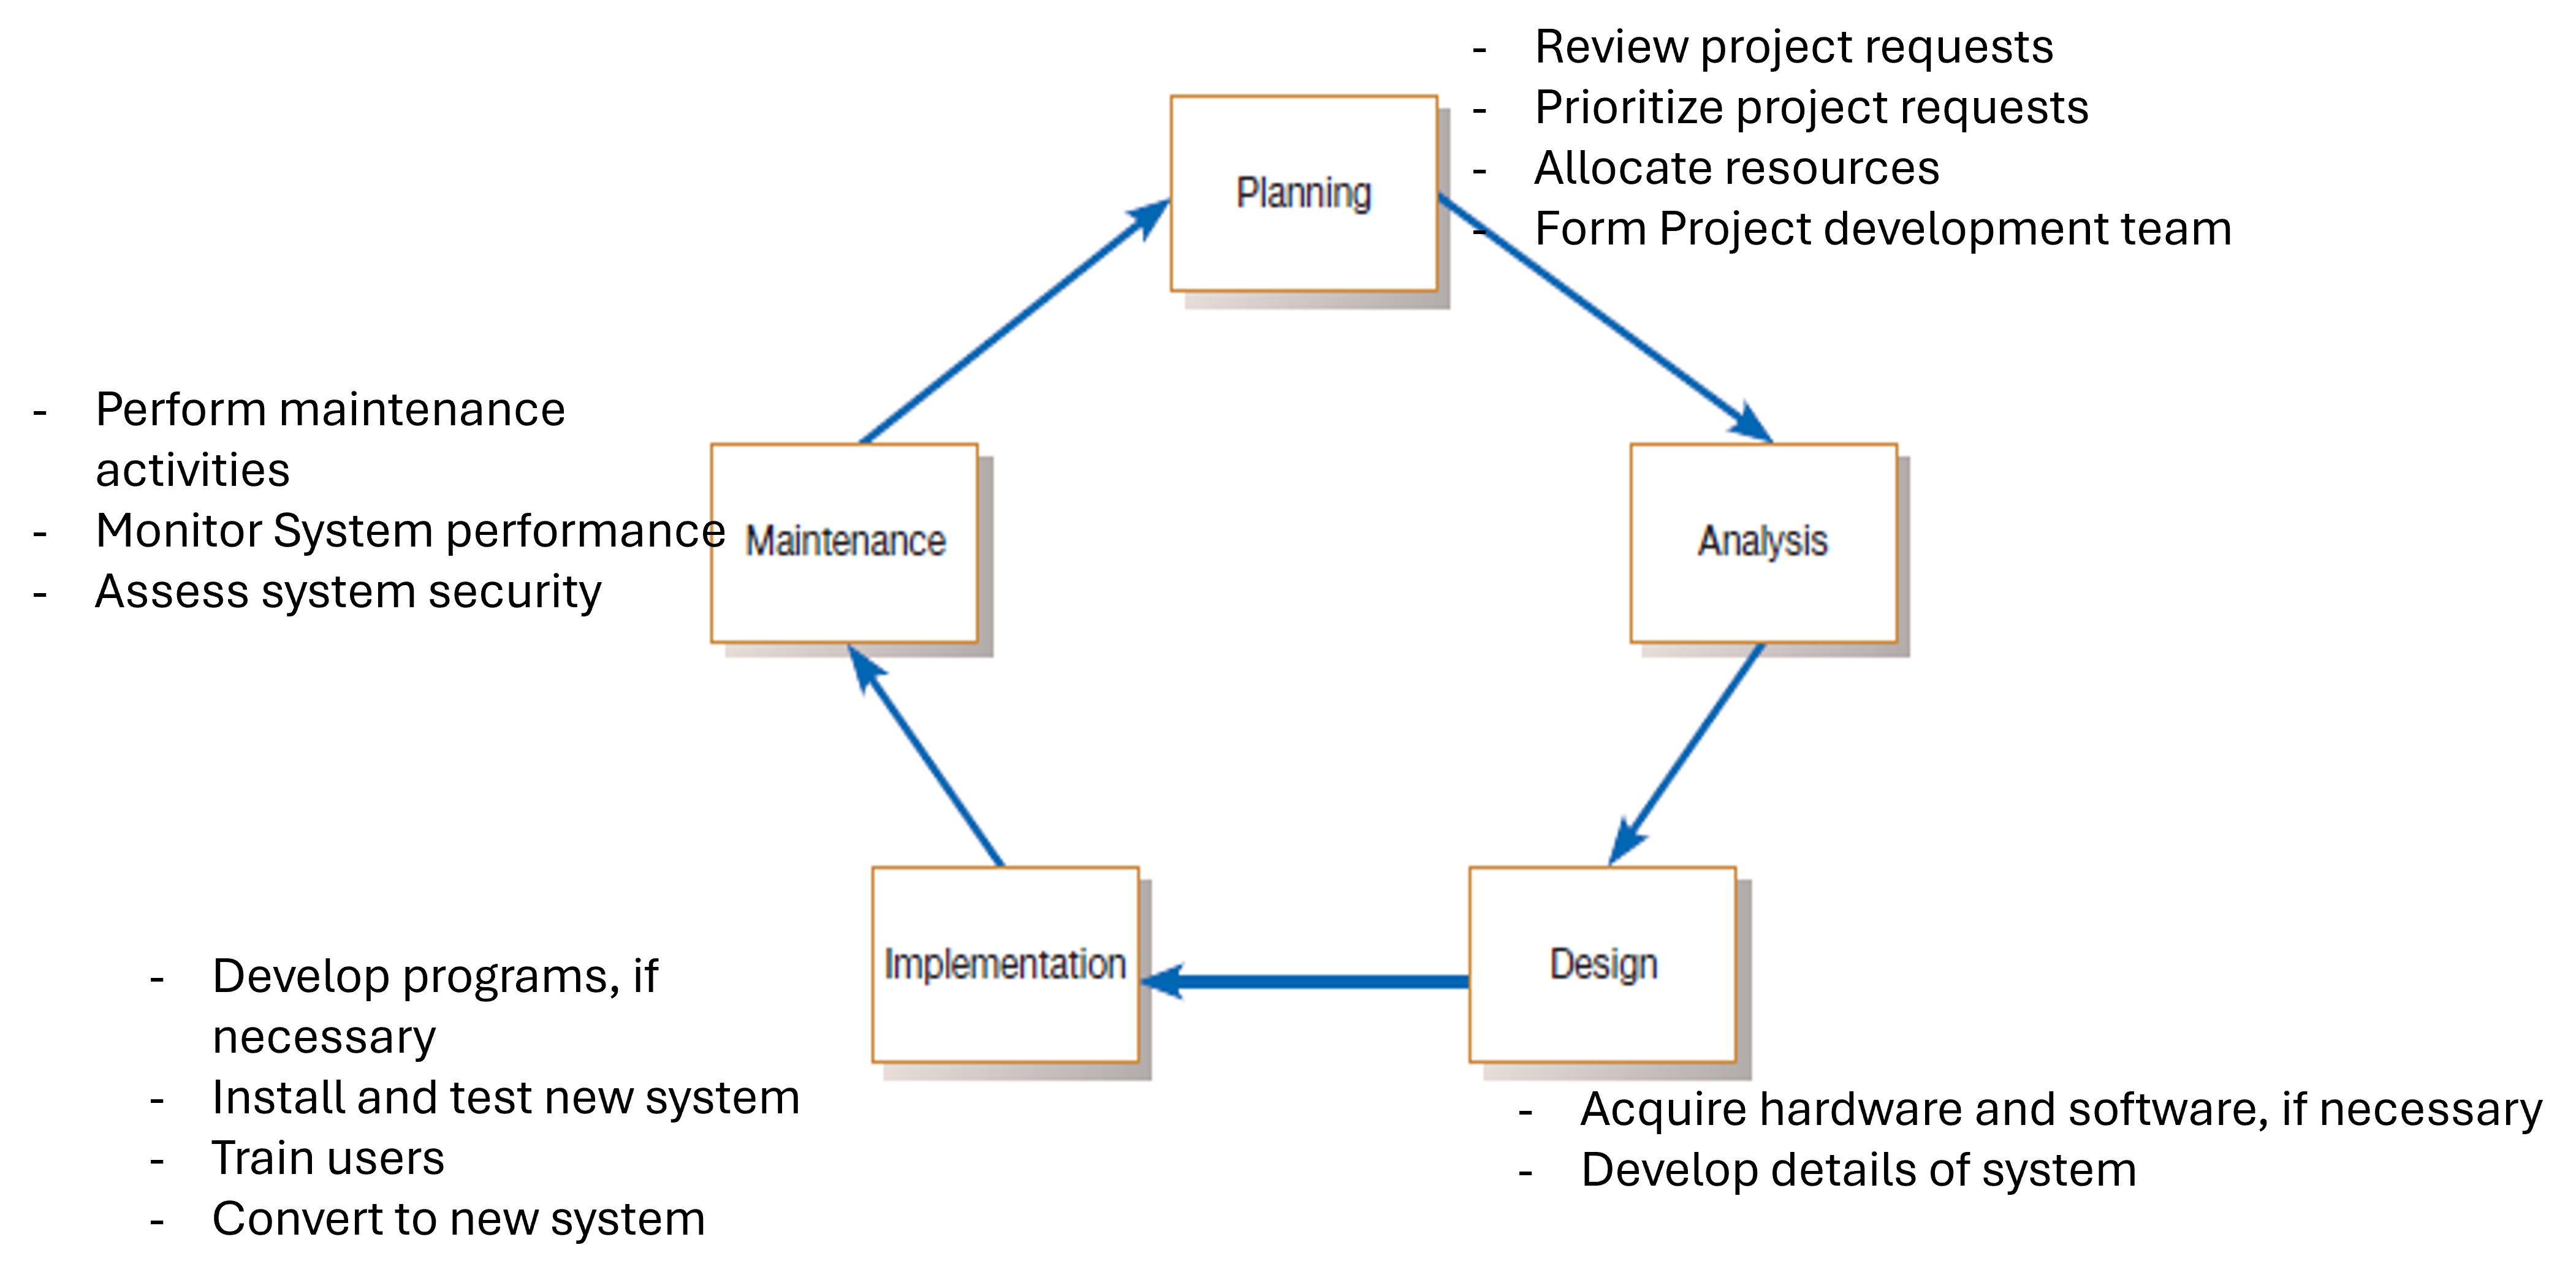 - Review project requests
- Prioritize project requests
- Allocate resources
- Form Project development team
Planning
- Perform maintenance
activities
- Monitor System performance
- Assess system security
Maintenance
Analysis
Implementation
Design
- Develop programs, if
necessary
- Install and test new system
- Train users
- Convert to new system
- Acquire hardware and software, if necessary
- Develop details of system